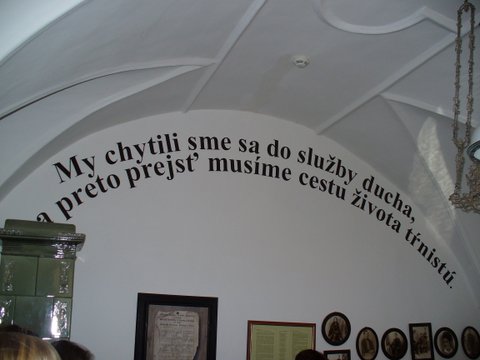 My chytili sme sa do služby ducha,
a preto prejsť musíme cestu života tŕnistú.